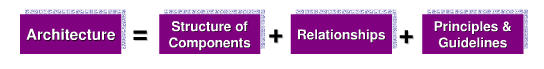 Architecture = Structure of Components + Relationships + Principles & Guidelines